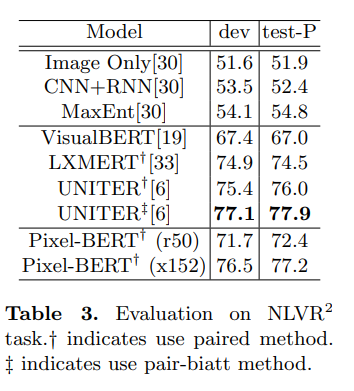 Model dev test-P
Image Only[30] 51.6 51.9
CNN+RNN[30] 53.5 52.4
MaxEnt[30] 54.1 54.8
VisualBERT[19] 67.4 67.0
LXMERT†[33] 74.9 74.5
UNITER†[6] 75.4 76.0
UNITER‡[6] 77.1 77.9
Pixel-BERT† (r50) 71.7 72.4
Pixel-BERT† (x152) 76.5 77.2
Table 3. Evaluation on NLVR²
task.† indicates use paired method.
‡ indicates use pair-biatt method.